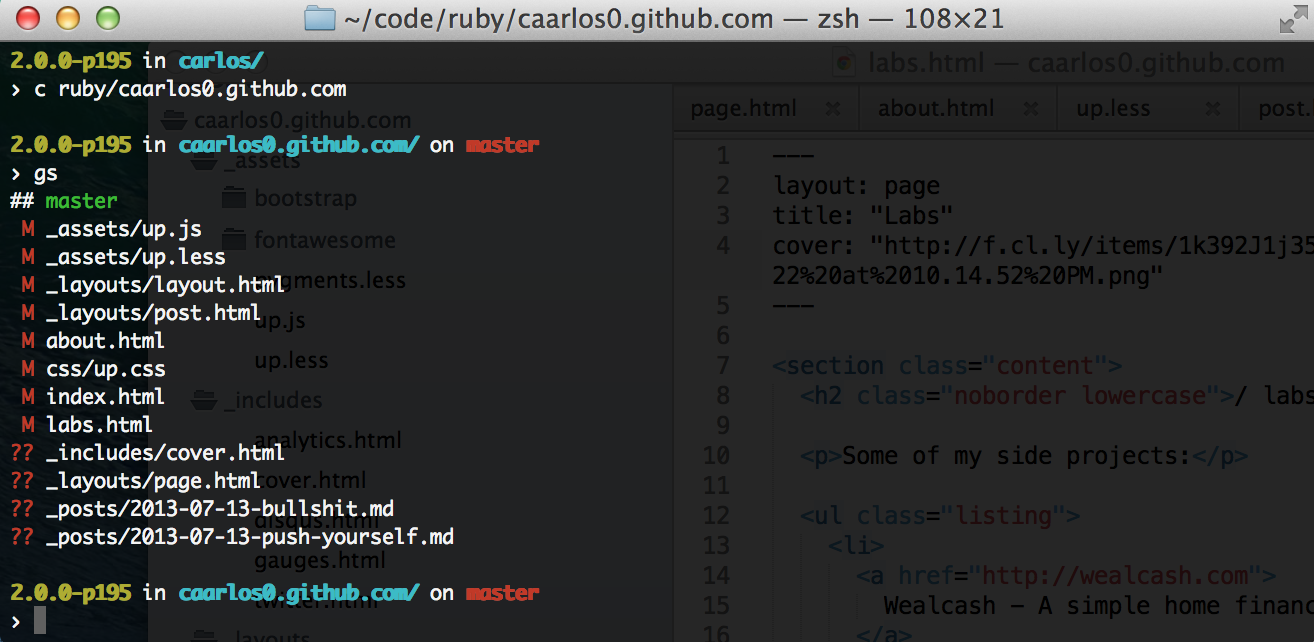 ~/code/ruby/caarlos0.github.com — zsh — 108×21
2.0.0-p195 in carlos/
› c ruby/caarlos0.github.com
2.0.0-p195 in caarlos0.github.com/ on master
› gs
## master
M _assets/up.js
M _assets/up.less
M _layouts/layout.html
M _layouts/post.html
M about.html
M css/up.css
M index.html
M labs.html
?? _includes/cover.html
?? _layouts/page.html
?? _posts/2013-07-13-bullshit.md
?? _posts/2013-07-13-push-yourself.md
2.0.0-p195 in caarlos0.github.com/ on master
›
caarlos0.github.com
_assets
bootstrap
fontawesome
up.js
up.less
_includes
analytics.html
cover.html
disqus.html
gauges.html
twitter.html
_layouts
labs.html — caarlos0.github.com
page.html × about.html × up.less × post.
1 ---
2 layout: page
3 title: "Labs"
4 cover: "http://f.cl.ly/items/1k392J1j35
22%20at%2010.14.52%20PM.png"
5 ---
6
7 <section class="content">
8 <h2 class="noborder lowercase">/ labs
9
10 <p>Some of my side projects:</p>
11
12 <ul class="listing">
13 <li>
14 <a href="http://wealcash.com">
15 Wealcash - A simple home financ
16 </a>